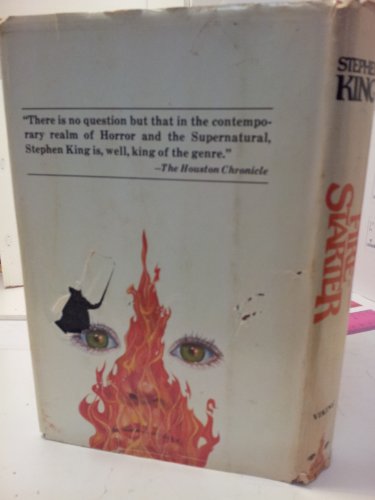 "There is no question but that in the contempo-
rary realm of Horror and the Supernatural,
Stephen King is, well, king of the genre."
—The Houston Chronicle
STEPHEN
KING
FIRE-
STARTER
VIKING